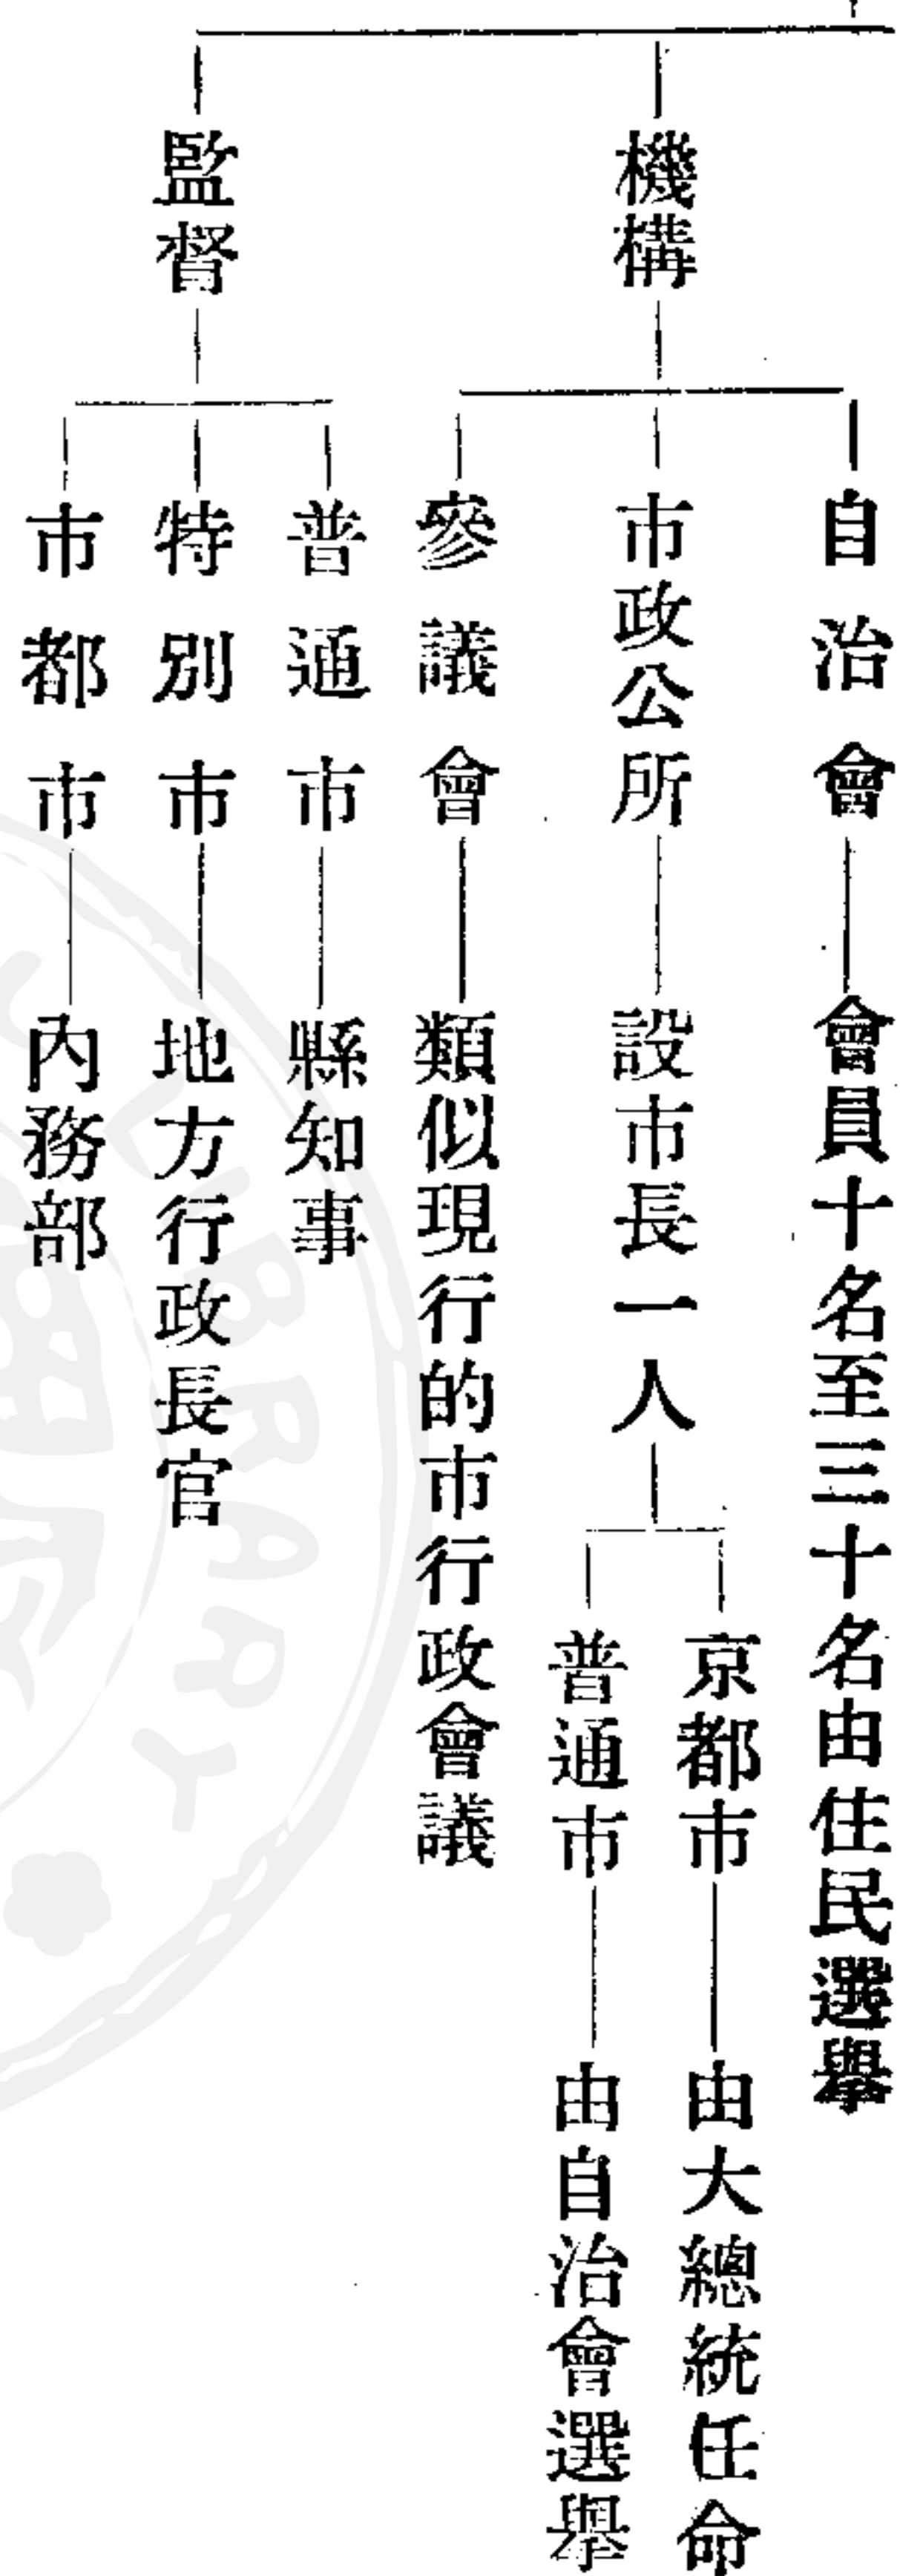 機構
自治會
會員十名至三十名由住民選舉
市政公所
設市長一人
京都市
由大總統任命
普通市
由自治會選舉
參議會
類似現行的市行政會議
監督
普通市
縣知事
特別市
地方行政長官
市都市
內務部
LIBRARY